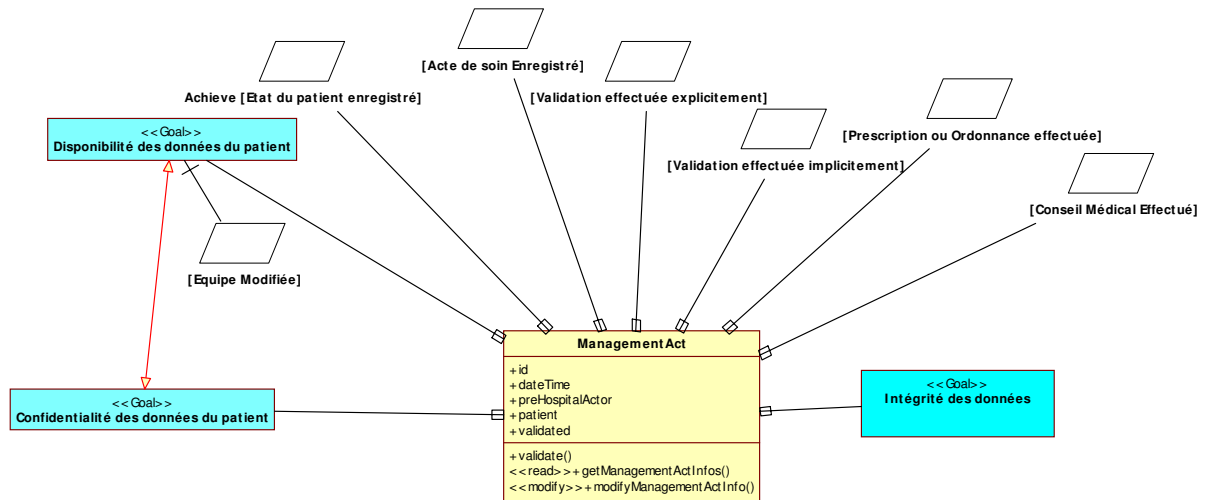 [Acte de soin Enregistré]
Achieve [Etat du patient enregistré]
[Validation effectuée explicitement]
<<Goal>>
Disponibilité des données du patient
[Prescription ou Ordonnance effectuée]
[Validation effectuée implicitement]
[Conseil Médical Effectué]
[Equipe Modifiée]
ManagementAct
+id
+dateTime
+preHospitalActor
+patient
+validated
+validate()
<<read>>+getManagementActInfos()
<<modify>>+modifyManagementActInfo()
<<Goal>>
Confidentialité des données du patient
<<Goal>>
Intégrité des données